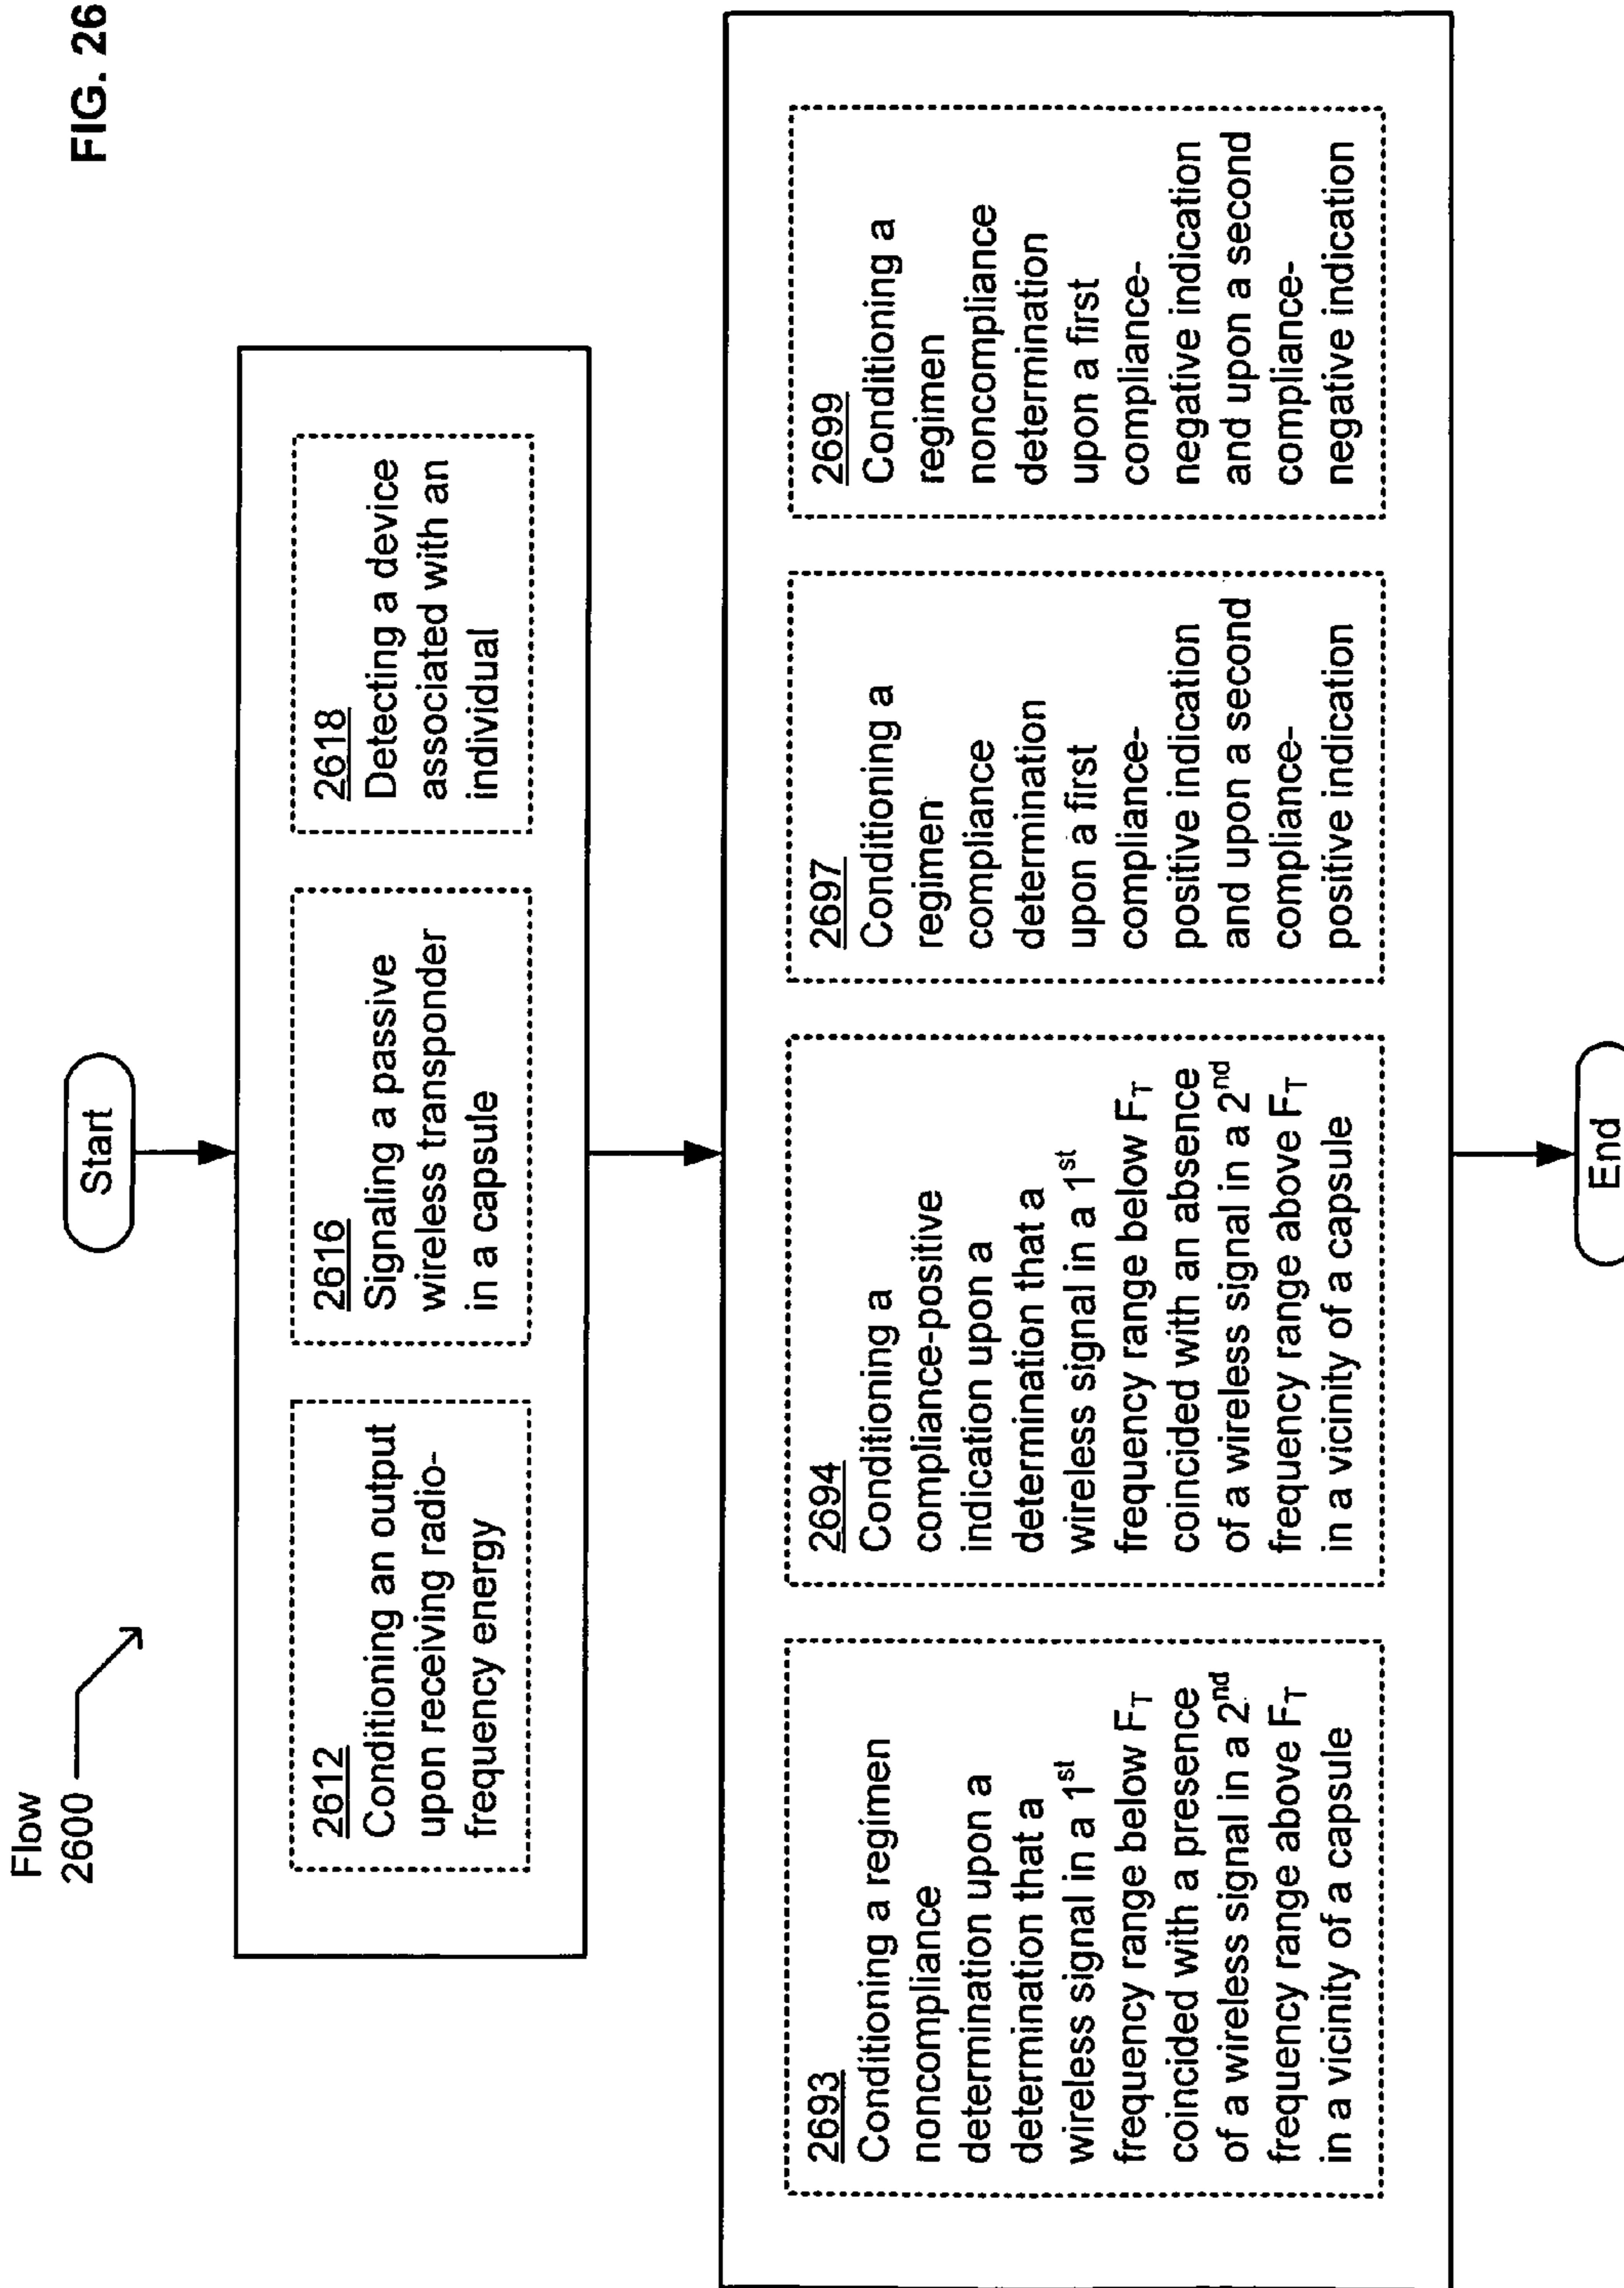 FIG. 26
Flow
2600
Start
2612
Conditioning an output
upon receiving radio-
frequency energy
2616
Signaling a passive
wireless transponder
in a capsule
2618
Detecting a device
associated with an
individual
2693
Conditioning a regimen
noncompliance
determination upon a
determination that a
wireless signal in a 1st
frequency range below FT
coincided with a presence
of a wireless signal in a 2nd
frequency range above FT
in a vicinity of a capsule
2694
Conditioning a
compliance-positive
indication upon a
determination that a
wireless signal in a 1st
frequency range below FT
coincided with an absence
of a wireless signal in a 2nd
frequency range above FT
in a vicinity of a capsule
2697
Conditioning a
regimen
compliance
determination
upon a first
compliance-
positive indication
and upon a second
compliance-
positive indication
2699
Conditioning a
regimen
noncompliance
determination
upon a first
compliance-
negative indication
and upon a second
compliance-
negative indication
End